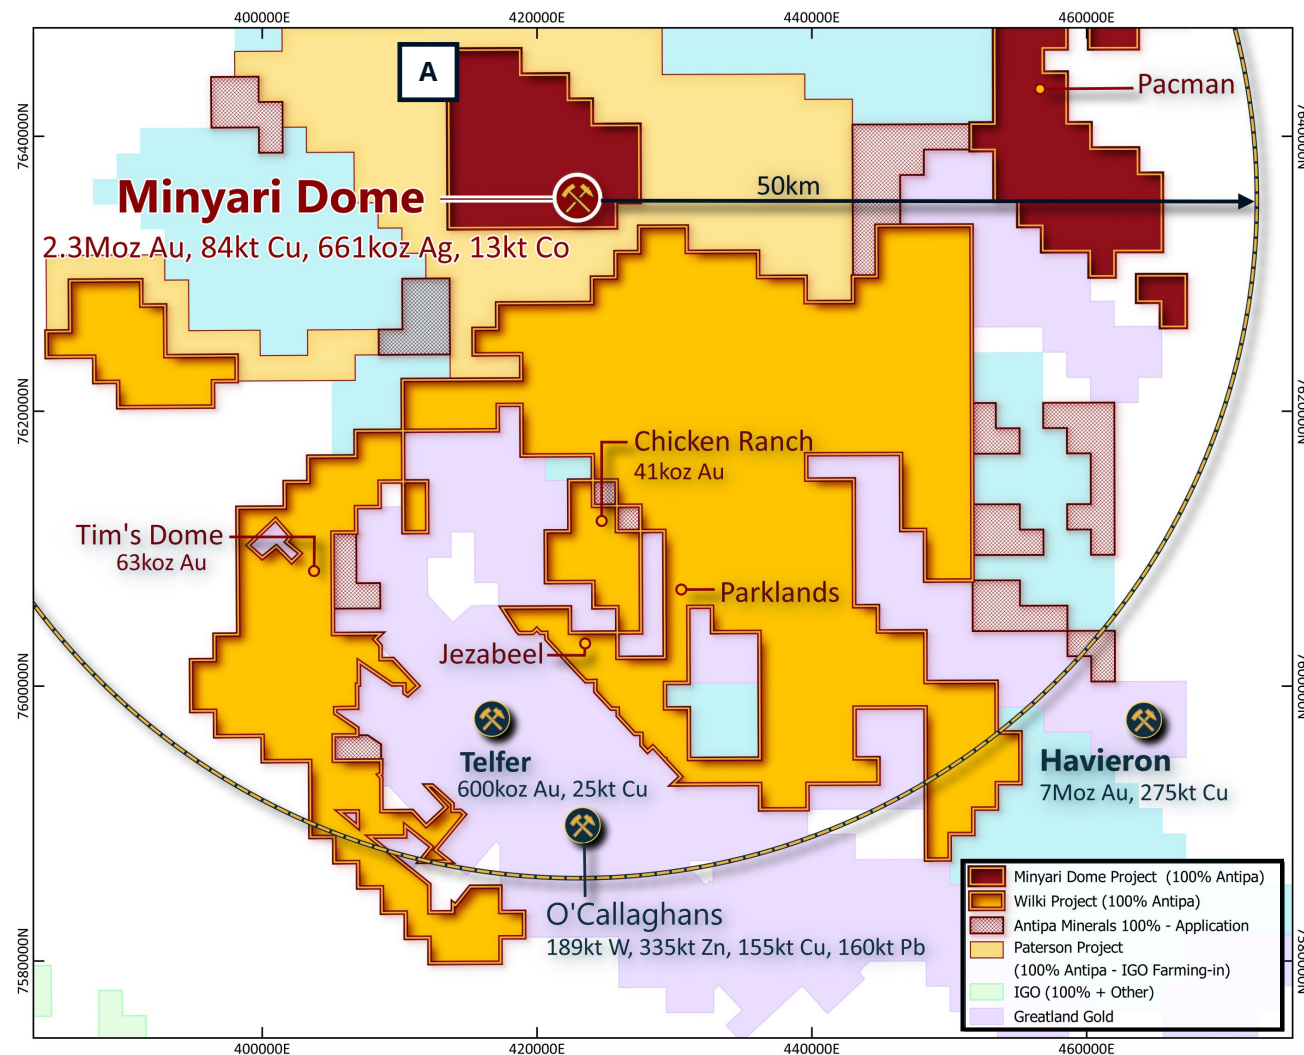 400000E
420000E
440000E
460000E
A
Pacman
7640000N
7640000N
50km
Minyari Dome
2.3Moz Au, 84kt Cu, 661koz Ag, 13kt Co
7620000N
7620000N
Chicken Ranch
41koz Au
Tim's Dome
63koz Au
Parklands
Jezabeel
7600000N
7600000N
Telfer
600koz Au, 25kt Cu
Havieron
7Moz Au, 275kt Cu
O'Callaghans
189kt W, 335kt Zn, 155kt Cu, 160kt Pb
7580000N
7580000N
Minyari Dome Project (100% Antipa)
Wilki Project (100% Antipa)
Antipa Minerals 100% - Application
Paterson Project
(100% Antipa - IGO Farming-in)
IGO (100% + Other)
Greatland Gold
400000E
420000E
440000E
460000E